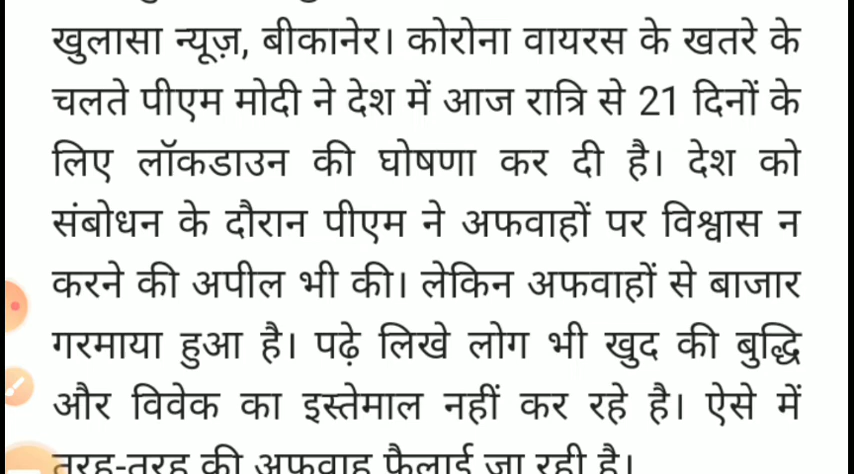 खुलासा न्यूज़, बीकानेर। कोरोना वायरस के खतरे के
चलते पीएम मोदी ने देश में आज रात्रि से 21 दिनों के
लिए लॉकडाउन की घोषणा कर दी है। देश को
संबोधन के दौरान पीएम ने अफवाहों पर विश्वास न
करने की अपील भी की। लेकिन अफवाहों से बाजार
गरमाया हुआ है। पढ़े लिखे लोग भी खुद की बुद्धि
और विवेक का इस्तेमाल नहीं कर रहे है। ऐसे में
तरह-तरह की अफवाह फैलाई जा रही है।